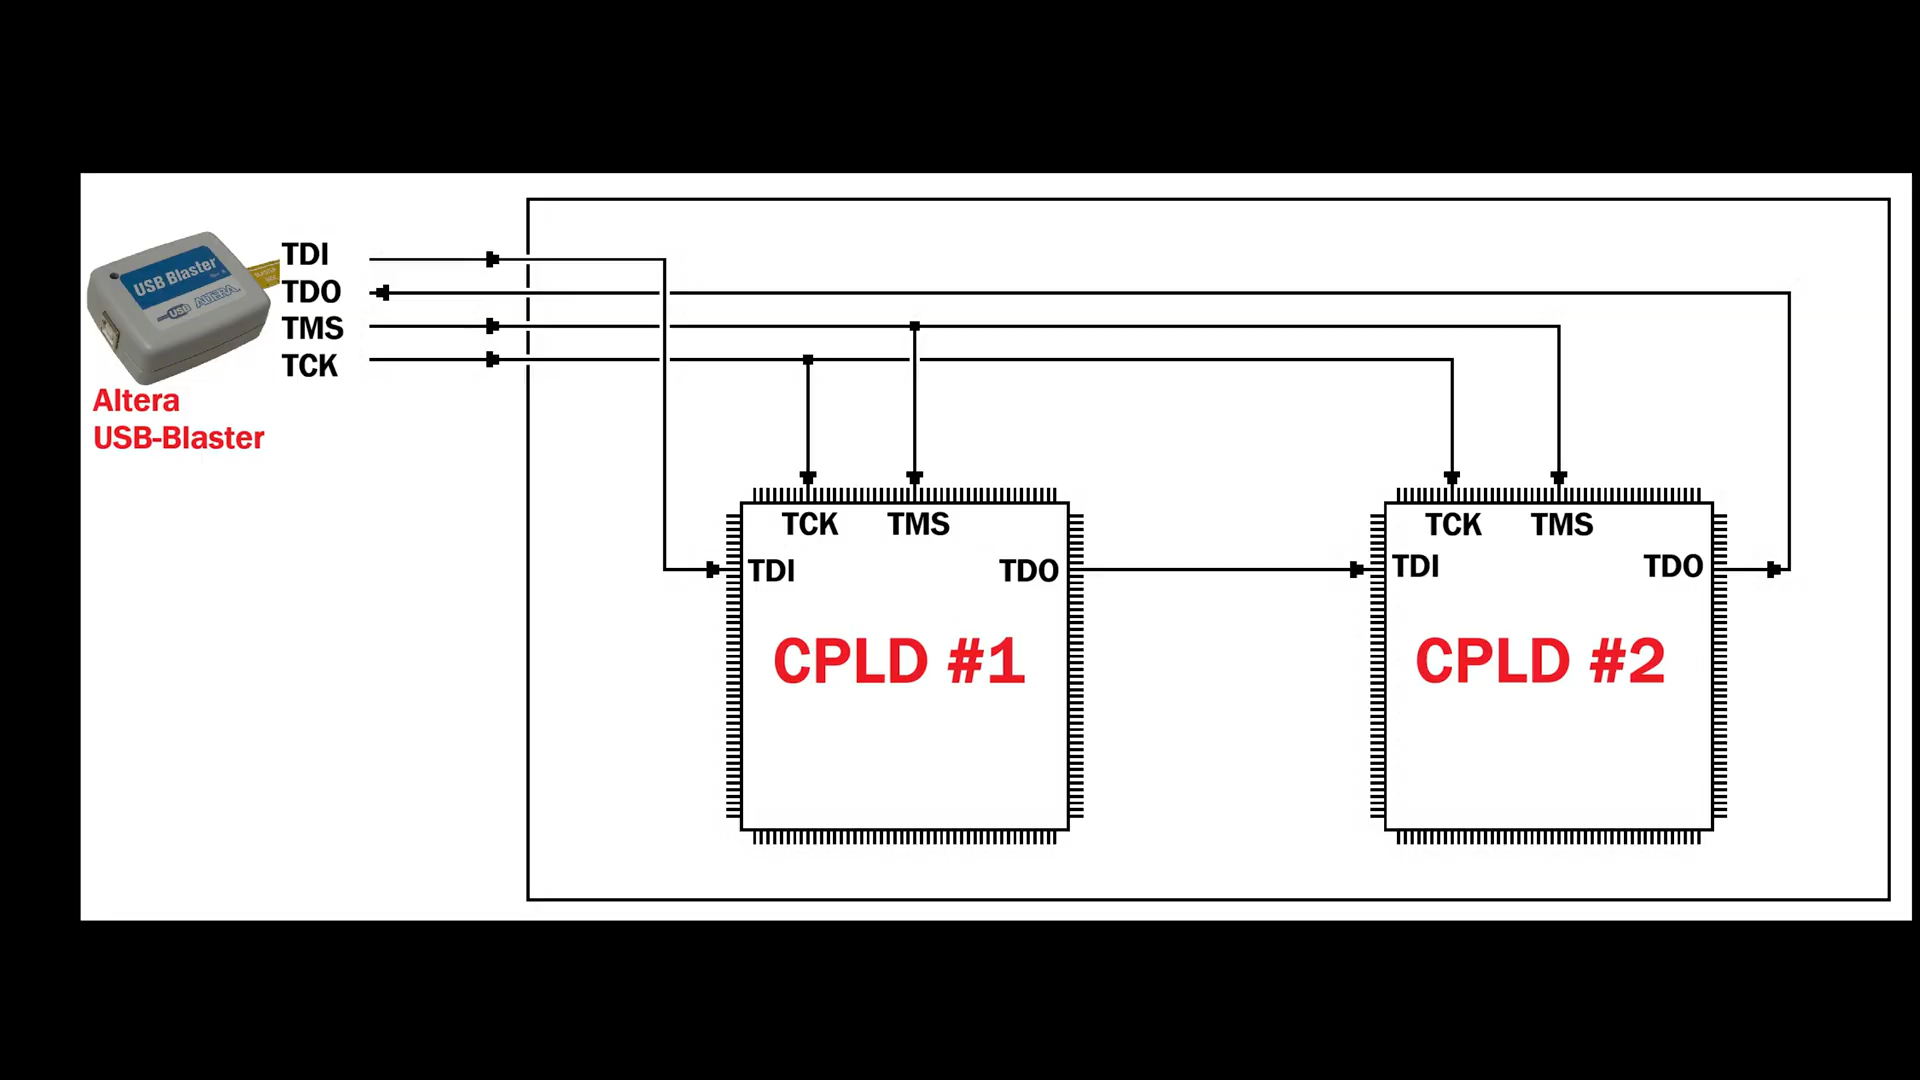 TDI
TDO
TMS
TCK
USB Blaster
USB ALTERA
Altera
USB-Blaster
TCK TMS
TDI TDO
CPLD #1
TCK TMS
TDI TDO
CPLD #2